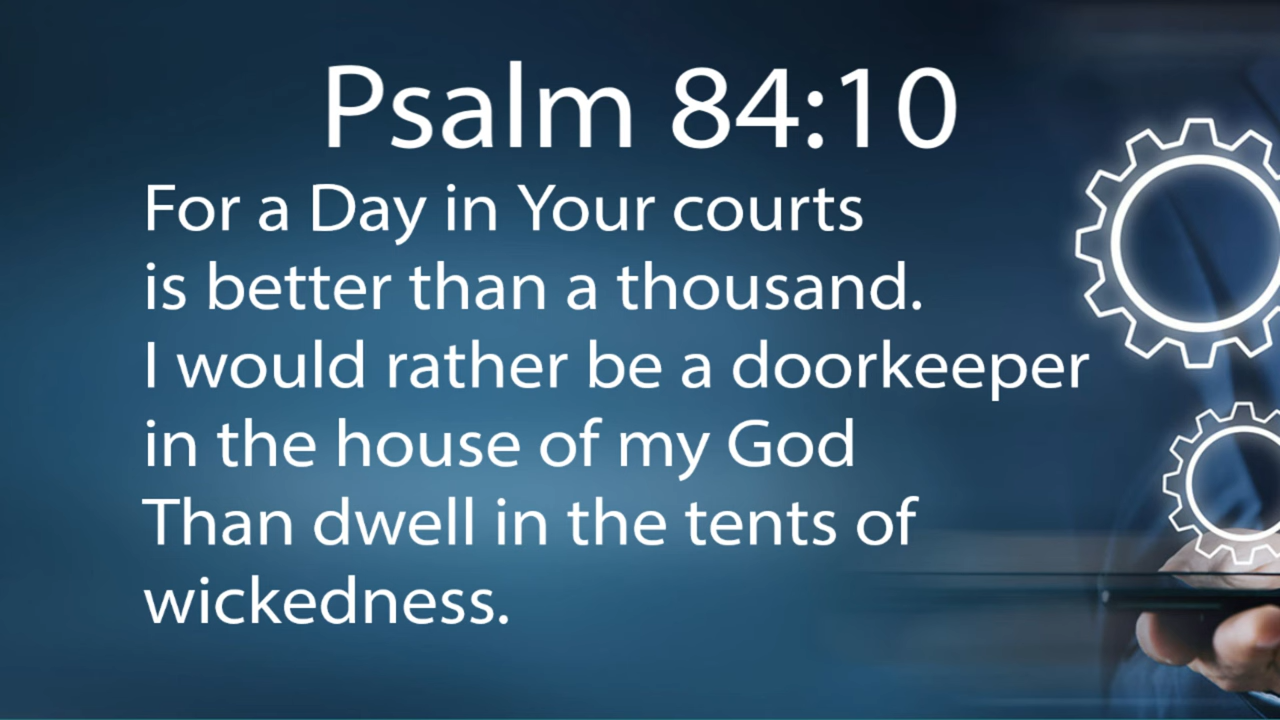 Psalm 84:10
For a Day in Your courts
is better than a thousand.
I would rather be a doorkeeper
in the house of my God
Than dwell in the tents of
wickedness.